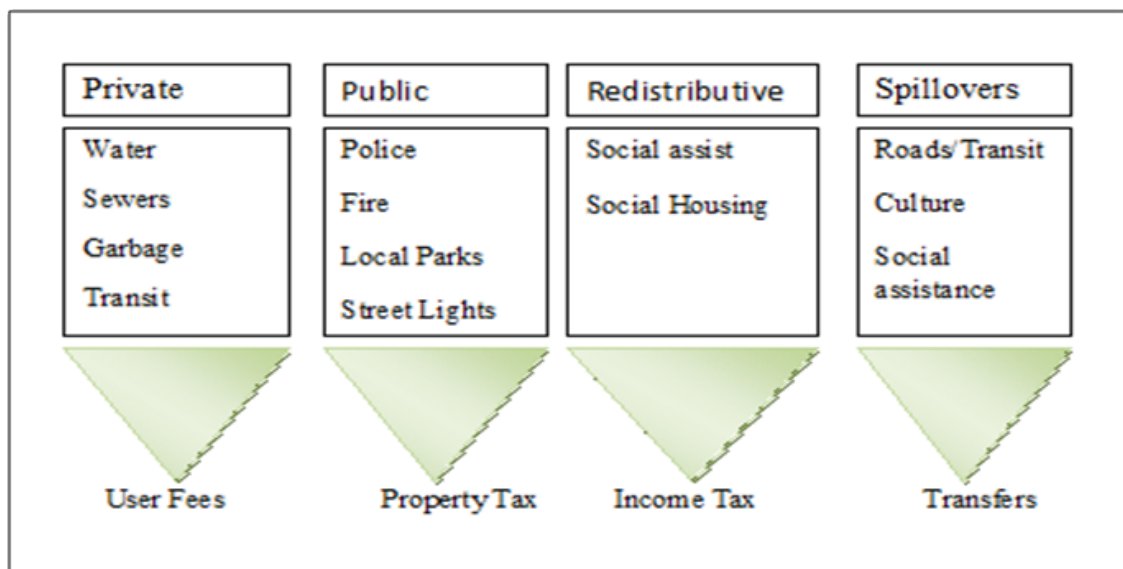 Private
Water
Sewers
Garbage
Transit
User Fees
Public
Police
Fire
Local Parks
Street Lights
Property Tax
Redistributive
Social assist
Social Housing
Income Tax
Spillovers
Roads/Transit
Culture
Social
assistance
Transfers